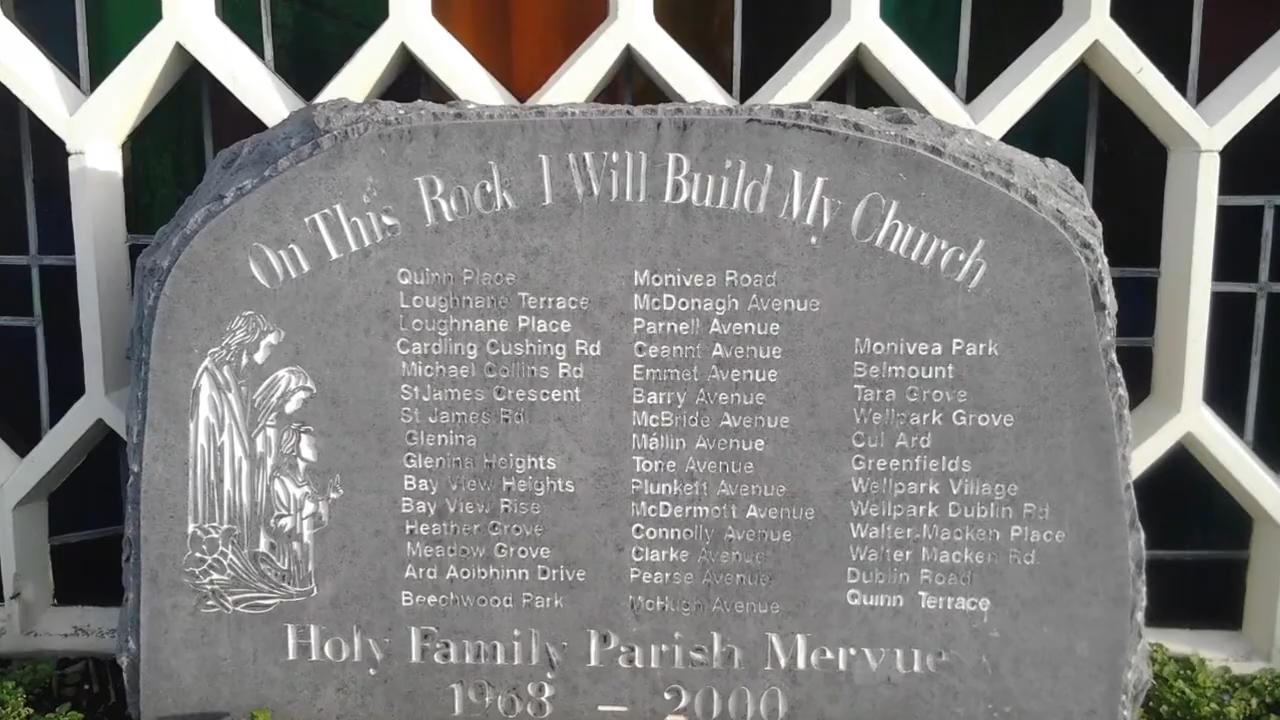 On This Rock I Will Build My Church
Quinn Place
Loughnane Terrace
Loughnane Place
Cardling Cushing Rd
Michael Collins Rd
St James Crescent
St James Rd
Glenina
Glenina Heights
Bay View Heights
Bay View Rise
Heather Grove
Meadow Grove
Ard Aoibhinn Drive
Beechwood Park
Monivea Road
McDonagh Avenue
Parnell Avenue
Ceannt Avenue
Emmet Avenue
Barry Avenue
McBride Avenue
Mállin Avenue
Tone Avenue
Plunkett Avenue
McDermott Avenue
Connolly Avenue
Clarke Avenue
Pearse Avenue
McHugh Avenue
Monivea Park
Belmount
Tara Grove
Wellpark Grove
Cul Ard
Greenfields
Wellpark Village
Wellpark Dublin Rd
Walter Macken Place
Walter Macken Rd.
Dublin Road
Quinn Terrace
Holy Family Parish Mervue
1968 – 2000